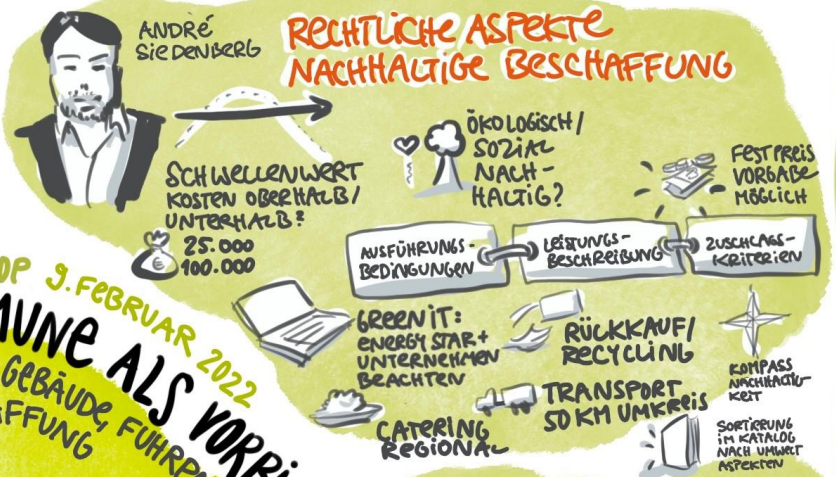 ANDRÉ
SIEDENBERG
RECHTLICHE ASPEKTE
NACHHALTIGE BESCHAFFUNG
SCHWELLENWERT
KOSTEN OBERHALB/
UNTERHALB?
€
25.000
100.000
ÖKOLOGISCH/
SOZIAL
NACH-
HALTIG?
FESTPREIS
VORGABE
MÖGLICH
AUSFÜHRUNGS-
BEDINGUNGEN
LEISTUNGS-
BESCHREIBUNG
ZUSCHLAGS-
KRITERIEN
GREEN IT:
ENERGY STAR+
UNTERNEHMEN
BEACHTEN
RÜCKKAUF/
RECYCLING
KOMPASS
NACHHALTIG-
KEIT
CATERING
REGIONAL
TRANSPORT
50 KM UMKREIS
SORTIERUNG
IM KATALOG
NACH UMWELT
ASPEKTEN
9. FEBRUAR 2022
ALS
GEBÄUDE,